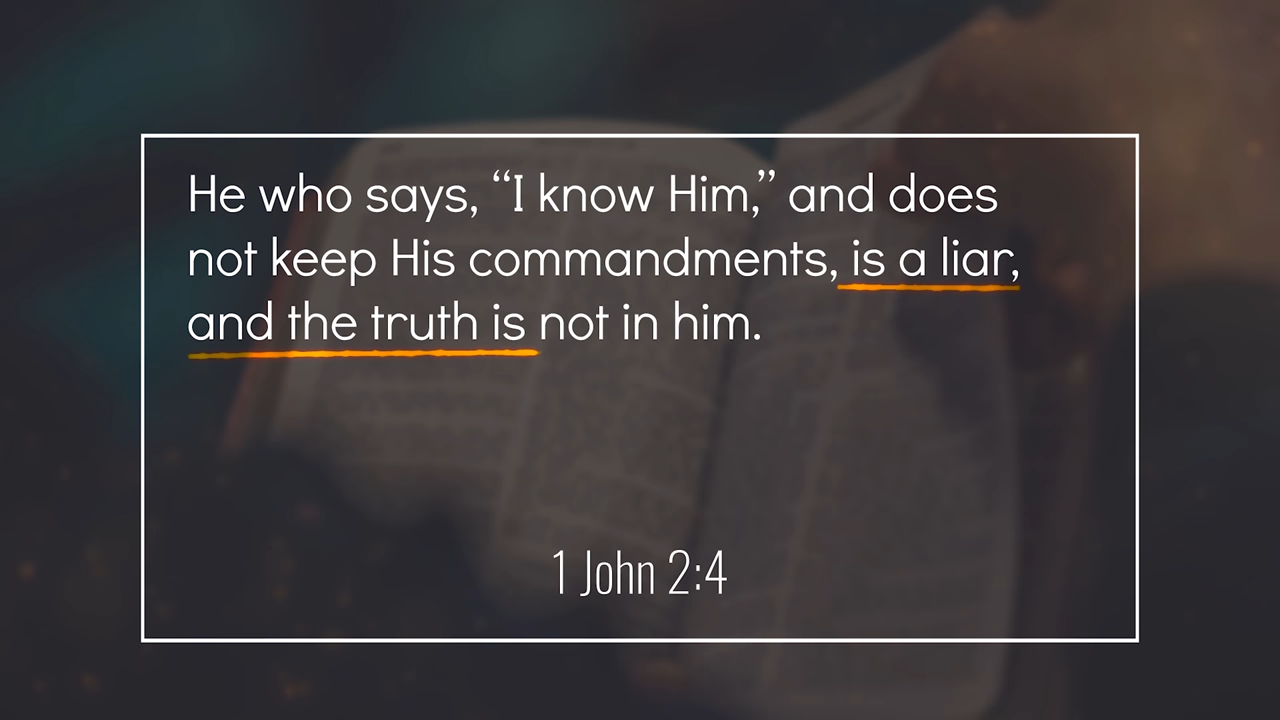 He who says, “I know Him,” and does
not keep His commandments, is a liar,
and the truth is not in him.
1 John 2:4